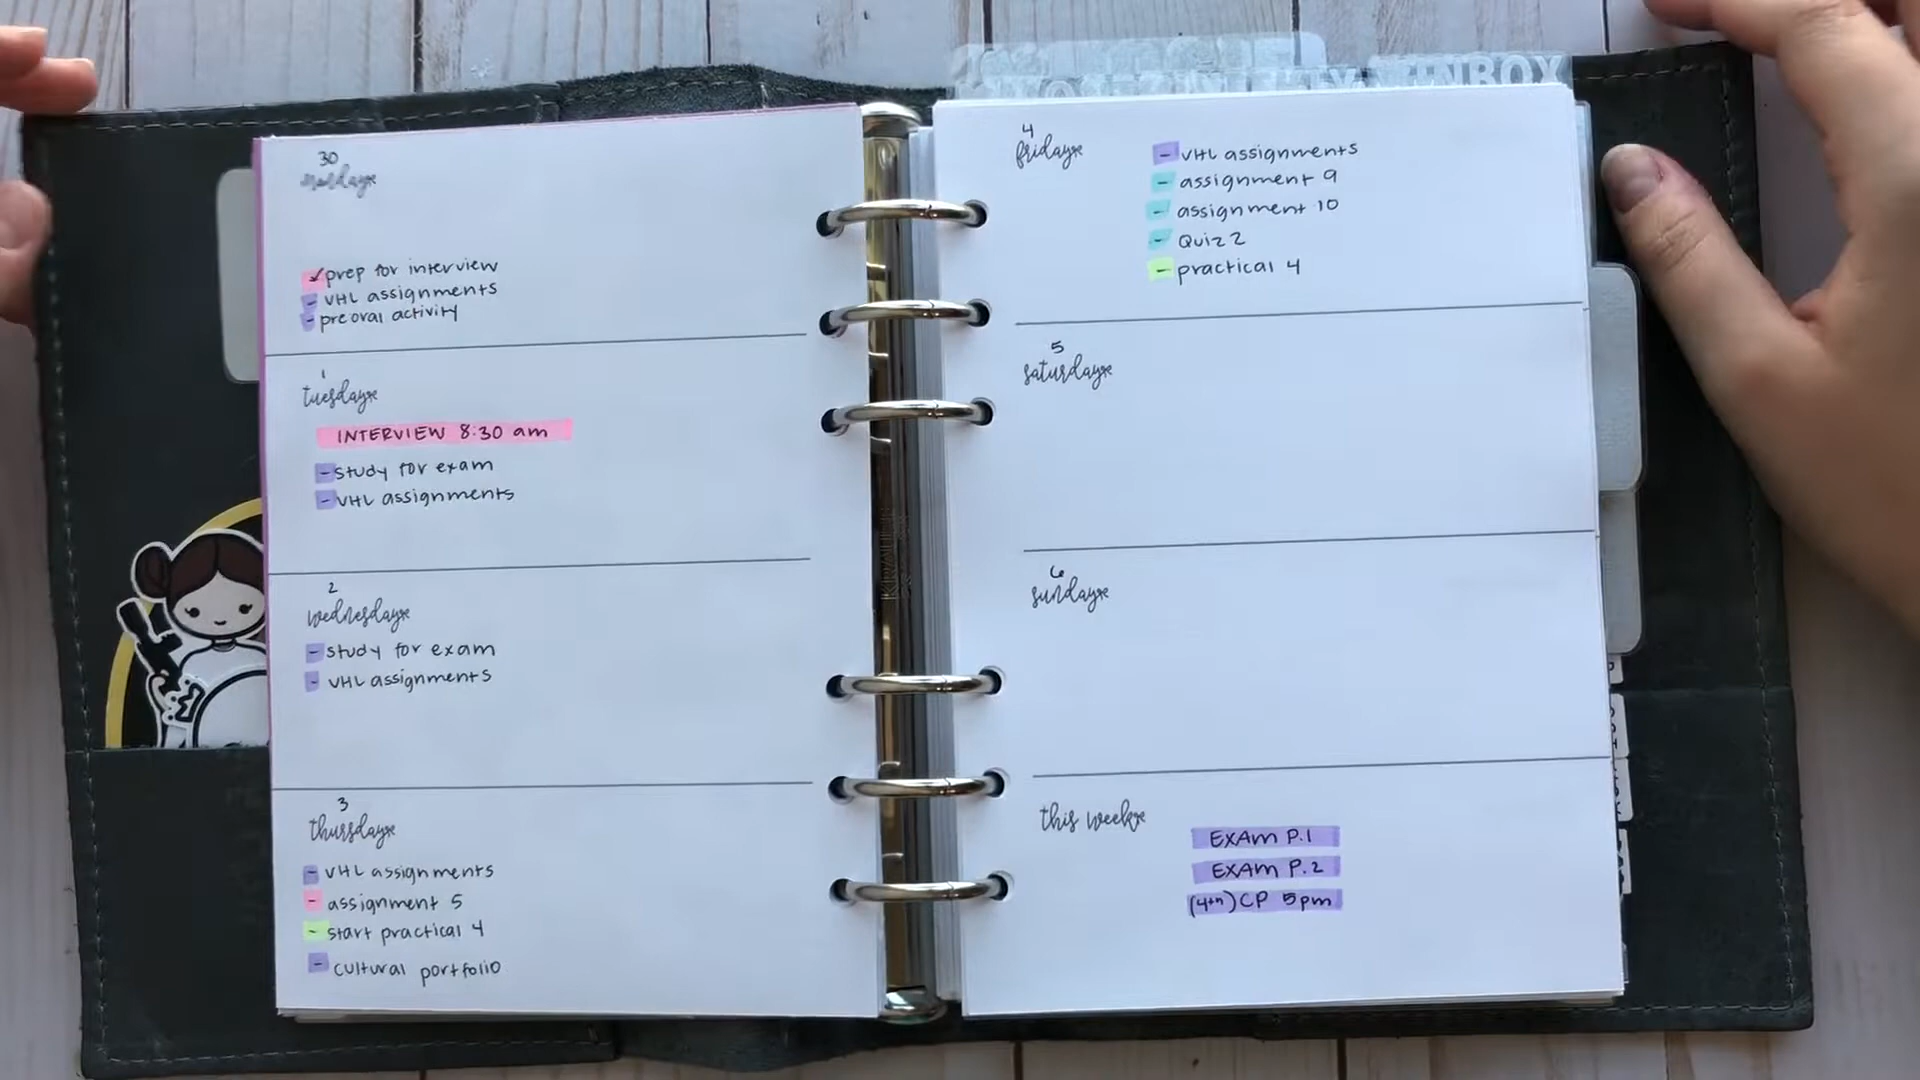 30
monday
prep for interview
- VHL assignments
- pre oral activity
1
tuesday
INTERVIEW 8:30 am
- study for exam
- VHL assignments
2
wednesday
- study for exam
- VHL assignments
3
thursday
- VHL assignments
- assignment 5
- start practical 4
- cultural portfolio
INBOX
4
friday
- VHL assignments
- assignment 9
- assignment 10
- Quiz 2
- practical 4
5
saturday
6
sunday
this week
EXAM P.1
EXAM P.2
(4th) CP 5pm